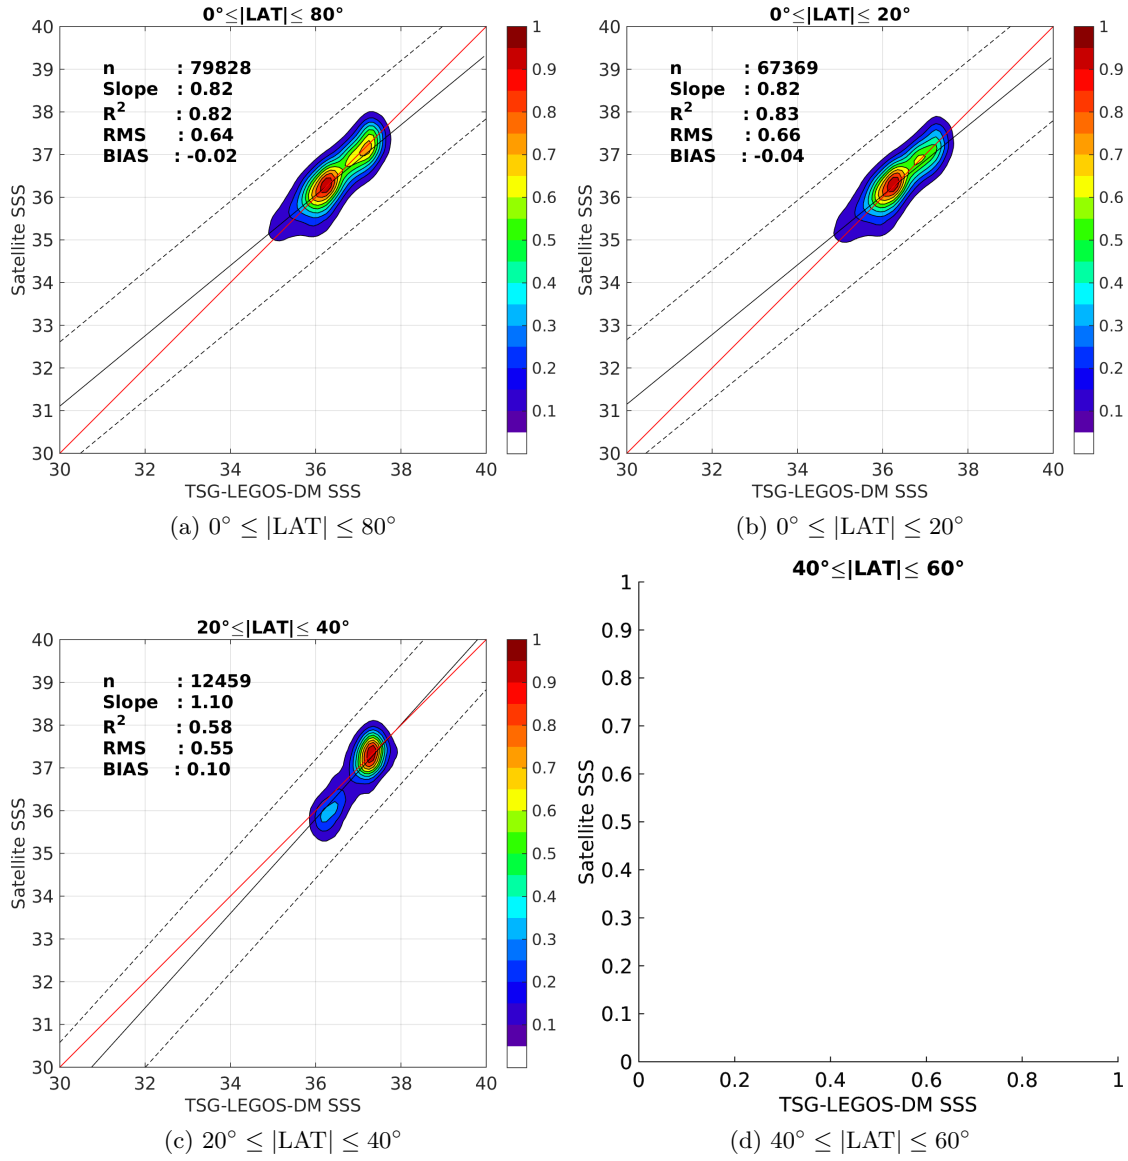 0°≤|LAT|≤ 80°
n : 79828
Slope : 0.82
R² : 0.82
RMS : 0.64
BIAS : -0.02
Satellite SSS
40
39
38
37
36
35
34
33
32
31
30
30 32 34 36 38 40
TSG-LEGOS-DM SSS
1
0.9
0.8
0.7
0.6
0.5
0.4
0.3
0.2
0.1
(a) 0° ≤ |LAT| ≤ 80°
0°≤|LAT|≤ 20°
n : 67369
Slope : 0.82
R² : 0.83
RMS : 0.66
BIAS : -0.04
Satellite SSS
40
39
38
37
36
35
34
33
32
31
30
30 32 34 36 38 40
TSG-LEGOS-DM SSS
1
0.9
0.8
0.7
0.6
0.5
0.4
0.3
0.2
0.1
(b) 0° ≤ |LAT| ≤ 20°
20°≤|LAT|≤ 40°
n : 12459
Slope : 1.10
R² : 0.58
RMS : 0.55
BIAS : 0.10
Satellite SSS
40
39
38
37
36
35
34
33
32
31
30
30 32 34 36 38 40
TSG-LEGOS-DM SSS
1
0.9
0.8
0.7
0.6
0.5
0.4
0.3
0.2
0.1
(c) 20° ≤ |LAT| ≤ 40°
40°≤|LAT|≤ 60°
Satellite SSS
1
0.9
0.8
0.7
0.6
0.5
0.4
0.3
0.2
0.1
0
0 0.2 0.4 0.6 0.8 1
TSG-LEGOS-DM SSS
(d) 40° ≤ |LAT| ≤ 60°